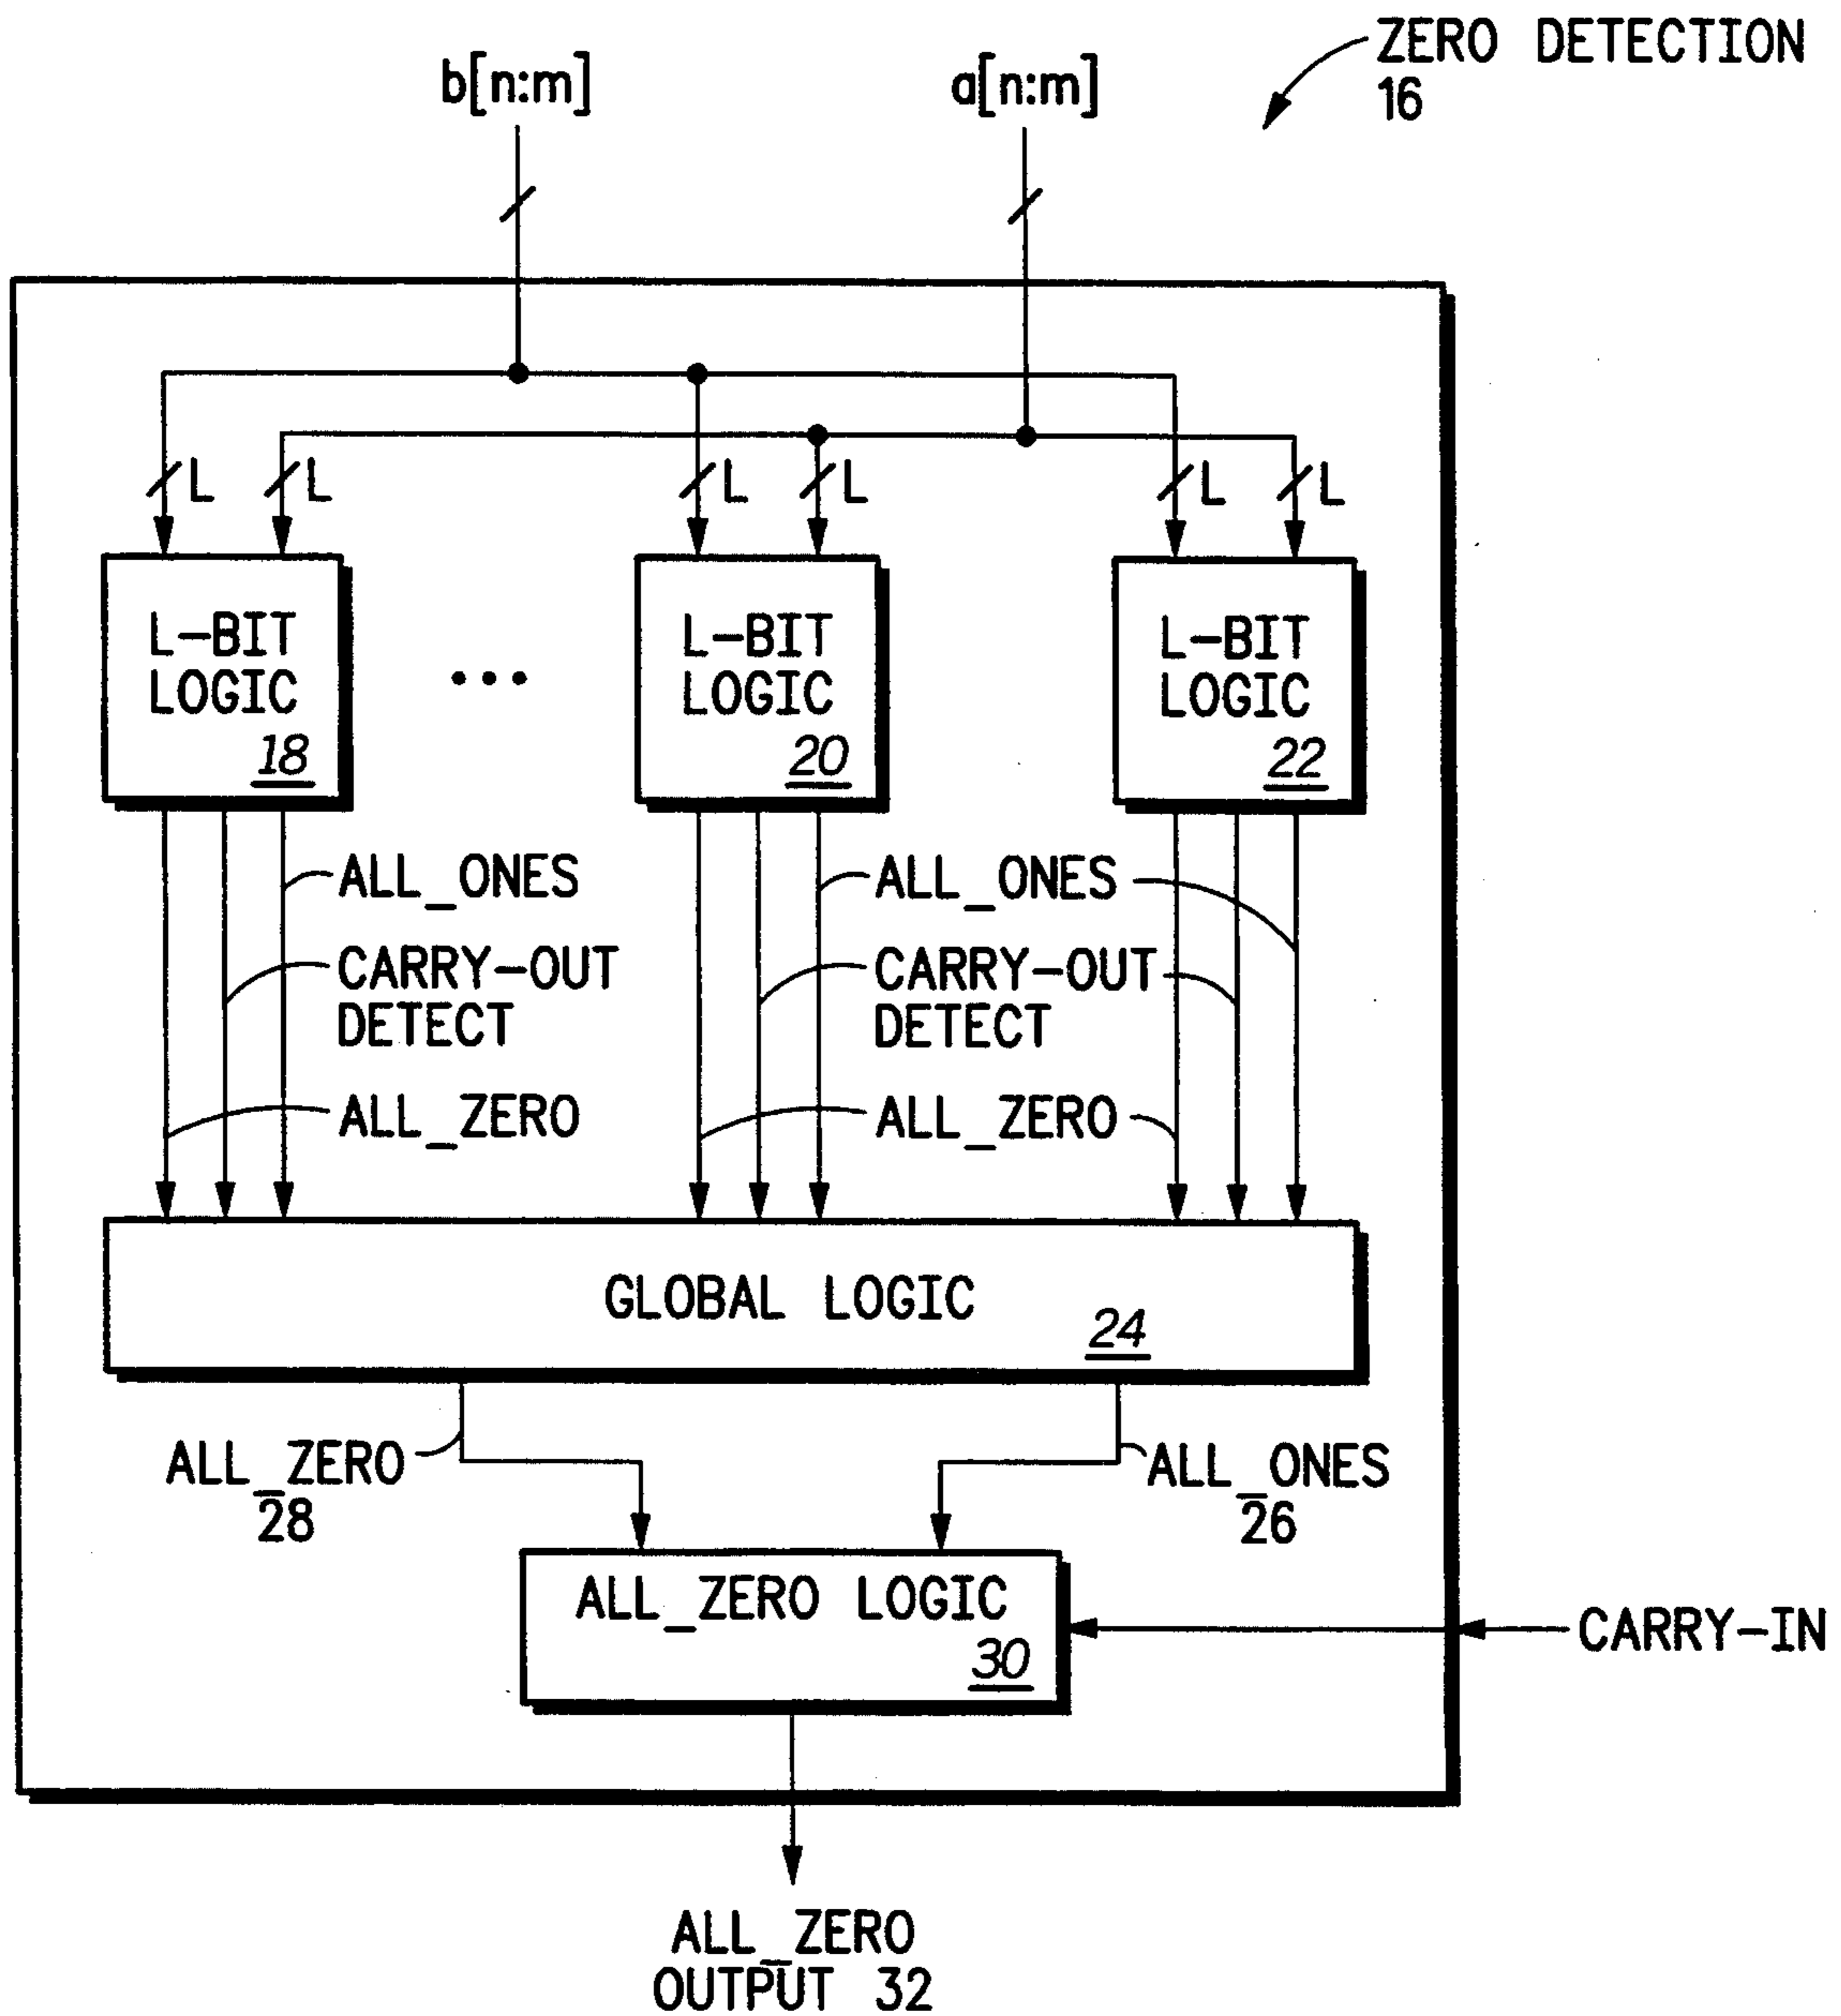 ZERO DETECTION
16
b[n:m]
a[n:m]
L
L
L
L
L
L
L-BIT
LOGIC
18
...
L-BIT
LOGIC
20
L-BIT
LOGIC
22
ALL_ONES
ALL_ONES
CARRY-OUT
DETECT
CARRY-OUT
DETECT
ALL_ZERO
ALL_ZERO
GLOBAL LOGIC
24
ALL_ZERO
28
ALL_ONES
26
ALL_ZERO LOGIC
30
CARRY-IN
ALL_ZERO
OUTPUT 32